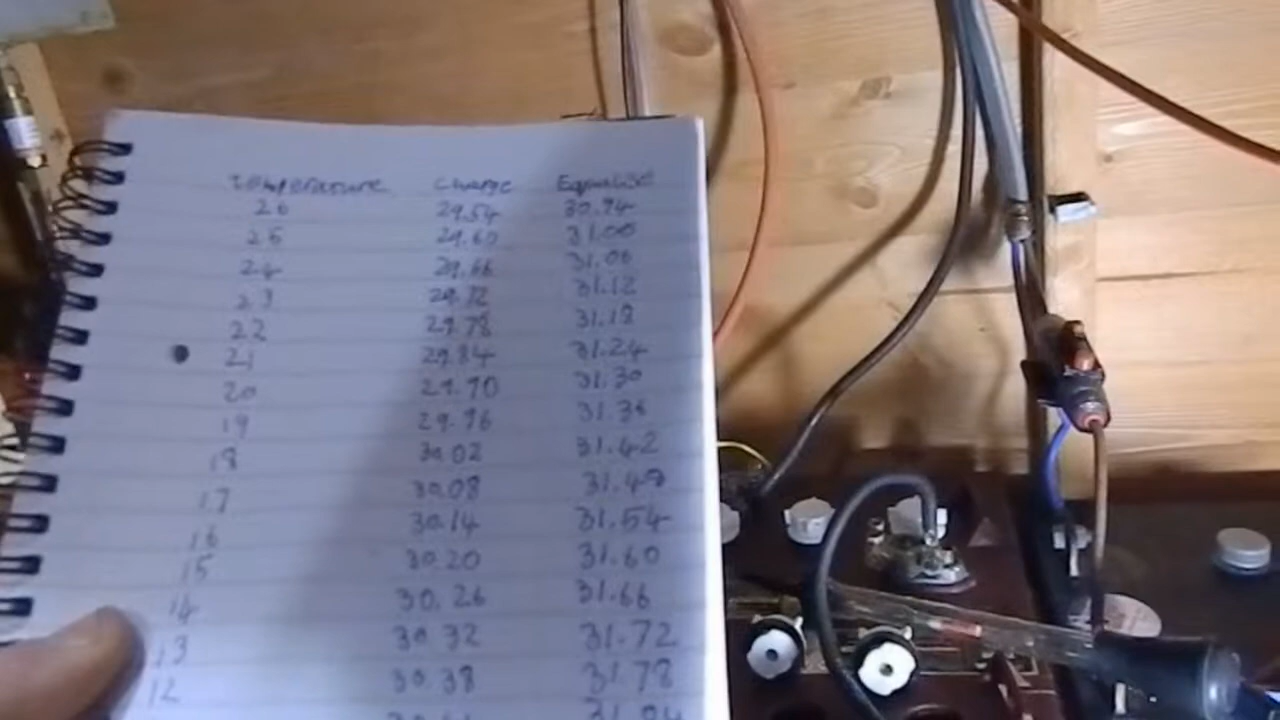 Temperature Charge Equalise
26 29.54 30.94
25 29.60 31.00
24 29.66 31.06
23 29.72 31.12
22 29.78 31.18
21 29.84 31.24
20 29.90 31.30
19 29.96 31.36
18 30.02 31.42
17 30.08 31.48
16 30.14 31.54
15 30.20 31.60
14 30.26 31.66
13 30.32 31.72
12 30.38 31.78
31.84